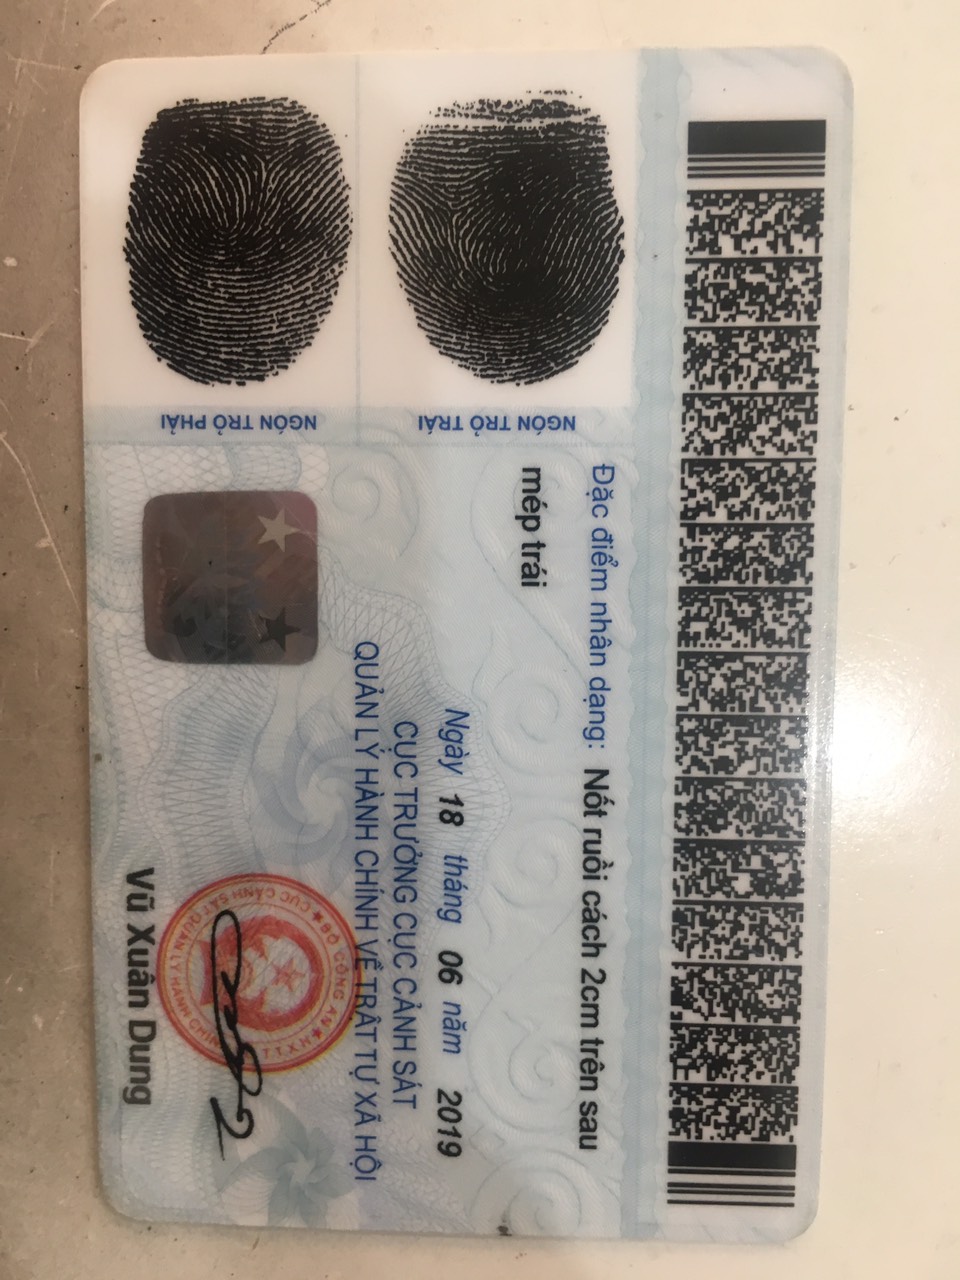 Đặc điểm nhân dạng: Nốt ruồi cách 2cm trên sau
mép trái
NGÓN TRỎ TRÁI
NGÓN TRỎ PHẢI
Ngày 18 tháng 06 năm 2019
CỤC TRƯỞNG CỤC CẢNH SÁT
QUẢN LÝ HÀNH CHÍNH VỀ TRẬT TỰ XÃ HỘI
BỘ CÔNG AN
CỤC CẢNH SÁT QUẢN LÝ HÀNH CHÍNH
Vũ Xuân Dung